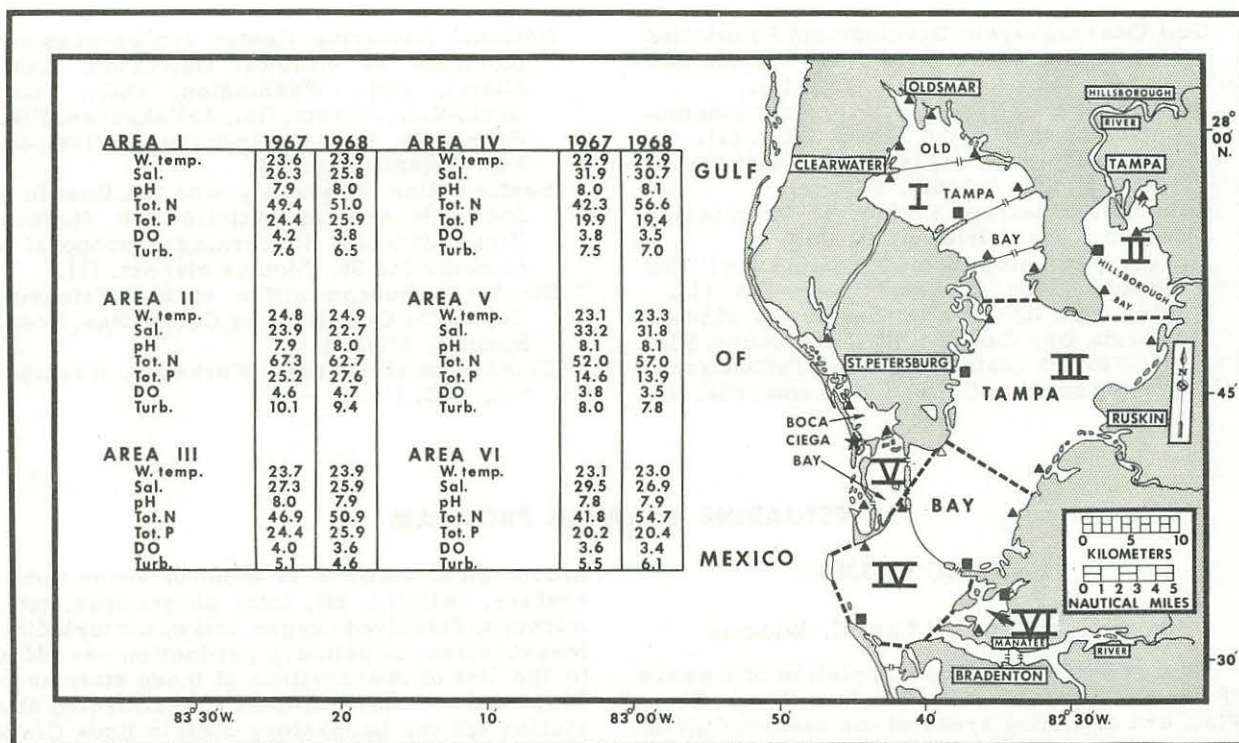 AREA I 1967 1968
W. temp. 23.6 23.9
Sal. 26.3 25.8
pH 7.9 8.0
Tot. N 49.4 51.0
Tot. P 24.7 25.9
DO 4.2 3.8
Turb. 7.6 6.5
AREA II
W. temp. 24.8 24.9
Sal. 23.9 22.7
pH 7.9 8.0
Tot. N 67.3 62.7
Tot. P 25.2 27.6
DO 4.6 4.7
Turb. 10.1 9.4
AREA III
W. temp. 23.7 23.9
Sal. 27.3 25.9
pH 8.0 7.9
Tot. N 46.9 50.9
Tot. P 24.4 25.9
DO 4.0 3.6
Turb. 5.1 4.6
AREA IV 1967 1968
W. temp. 22.9 22.9
Sal. 31.9 30.7
pH 8.0 8.1
Tot. N 42.3 56.6
Tot. P 19.9 19.4
DO 3.8 3.5
Turb. 7.5 7.0
AREA V
W. temp. 23.1 23.3
Sal. 33.2 31.8
pH 8.1 8.1
Tot. N 52.0 57.0
Tot. P 14.6 13.9
DO 3.8 3.5
Turb. 8.0 7.8
AREA VI
W. temp. 23.1 23.0
Sal. 29.5 26.9
pH 7.8 7.9
Tot. N 41.8 54.7
Tot. P 20.2 20.4
DO 3.6 3.4
Turb. 5.5 6.1
OLDSMAR
HILLSBOROUGH
RIVER
28°
00'
N.
OLD
CLEARWATER
TAMPA
GULF
I
TAMPA
BAY
II
HILLSBOROUGH
BAY
OF
ST. PETERSBURG
III
TAMPA
N
45'
RUSKIN
BOCA
CIEGA
BAY
V
BAY
MEXICO
0 5 10
KILOMETERS
0 1 2 3 4 5
NAUTICAL MILES
IV
VI
MANATEE
RIVER
BRADENTON
30'
83°30'W. 20 10 83°00'W. 50 40 82°30'W.